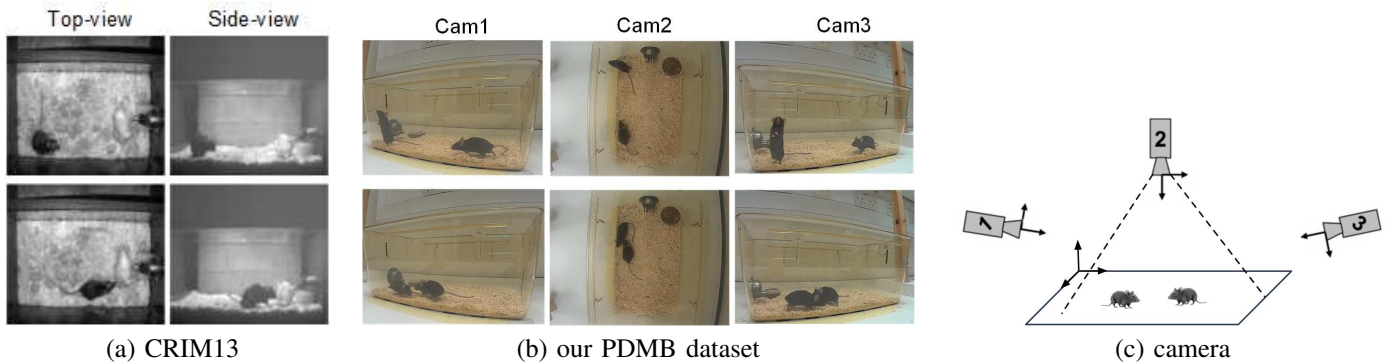 Top-view Side-view
Cam1 Cam2 Cam3
2
1
3
(a) CRIM13 (b) our PDMB dataset (c) camera